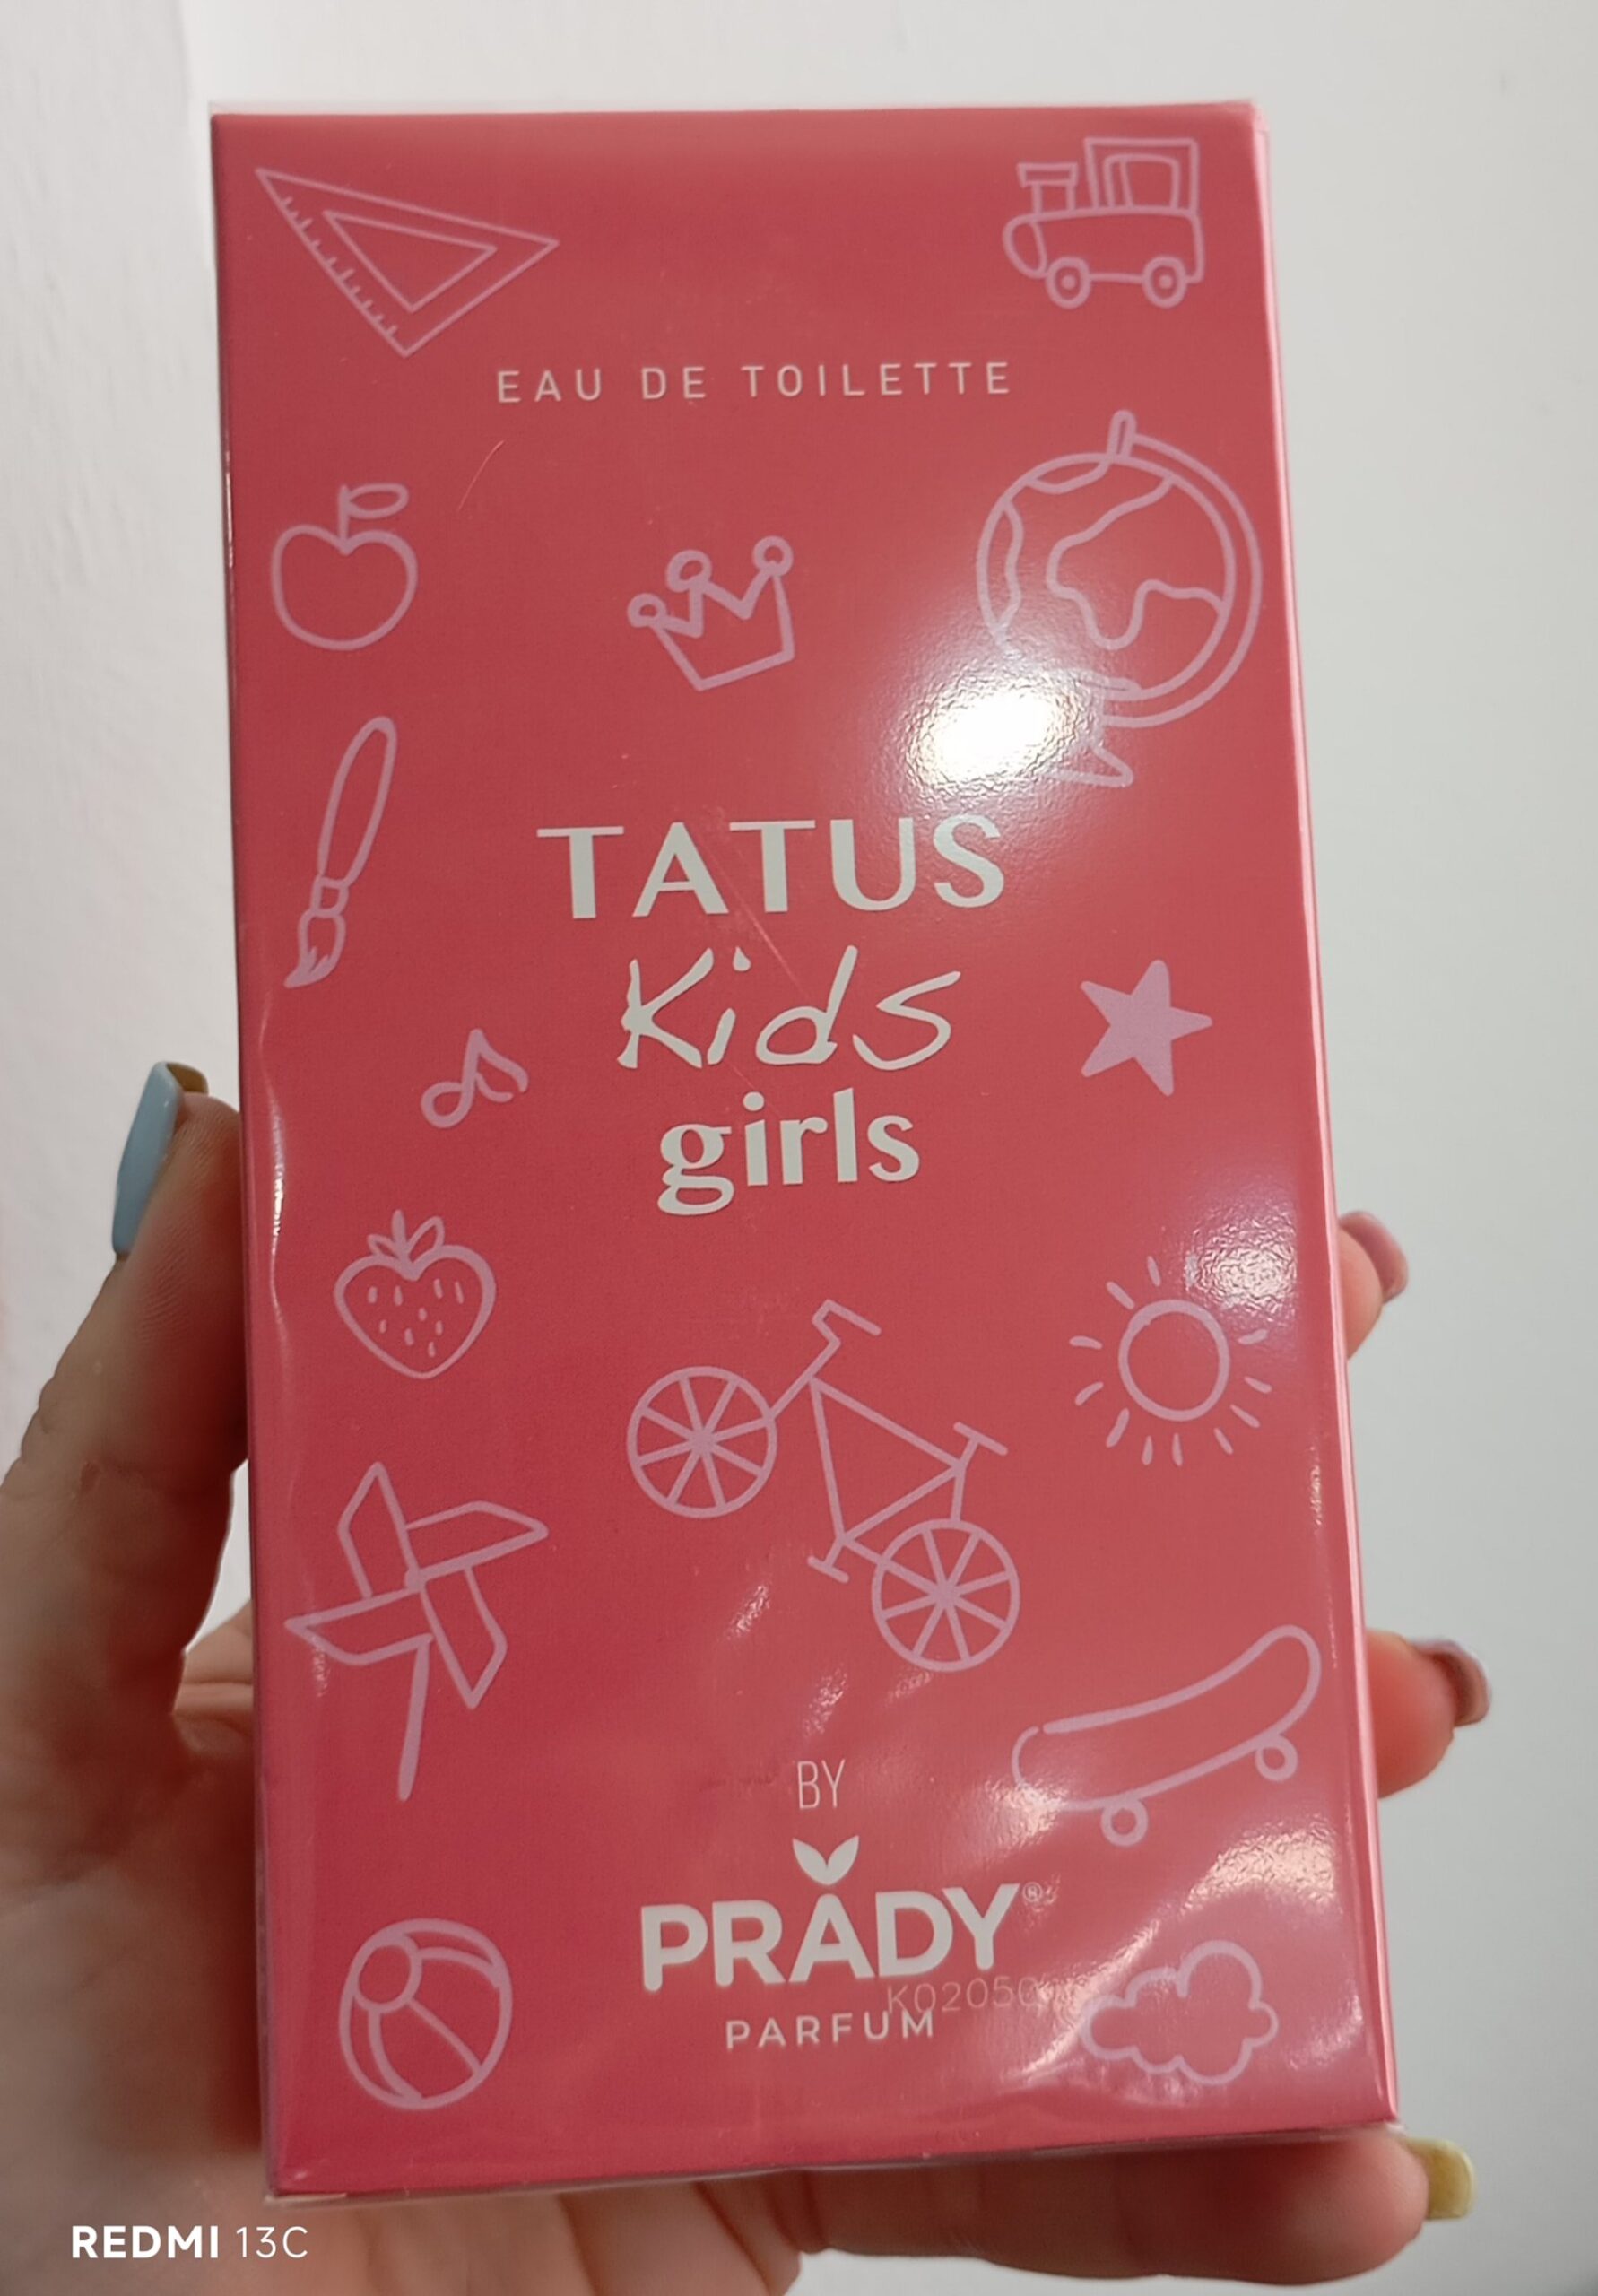 EAU DE TOILETTE
TATUS
Kids
girls
BY
PRADY®
PARFUM
REDMI 13C